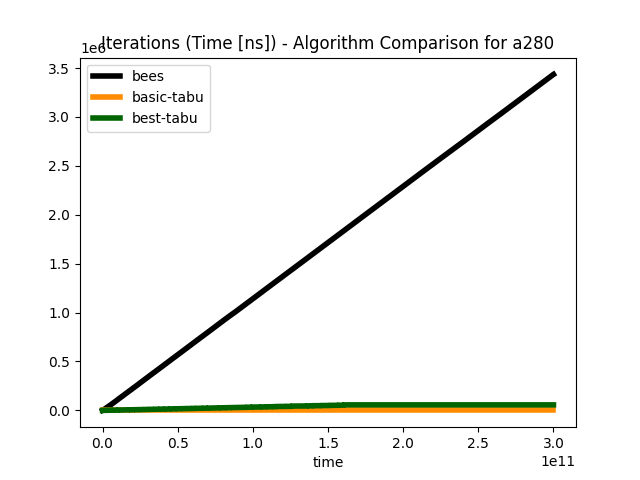 Iterations (Time [ns]) - Algorithm Comparison for a280
1e6
bees
basic-tabu
best-tabu
3.5
3.0
2.5
2.0
1.5
1.0
0.5
0.0
0.0 0.5 1.0 1.5 2.0 2.5 3.0
1e11
time